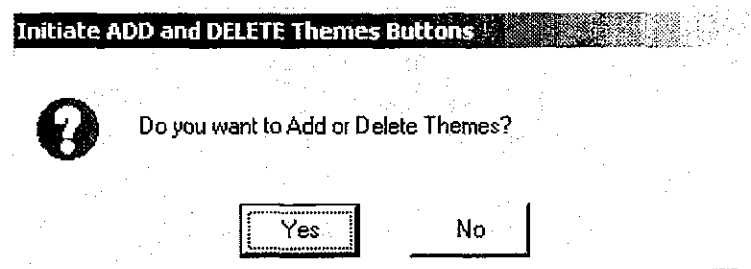 Initiate ADD and DELETE Themes Buttons
Do you want to Add or Delete Themes?
Yes No